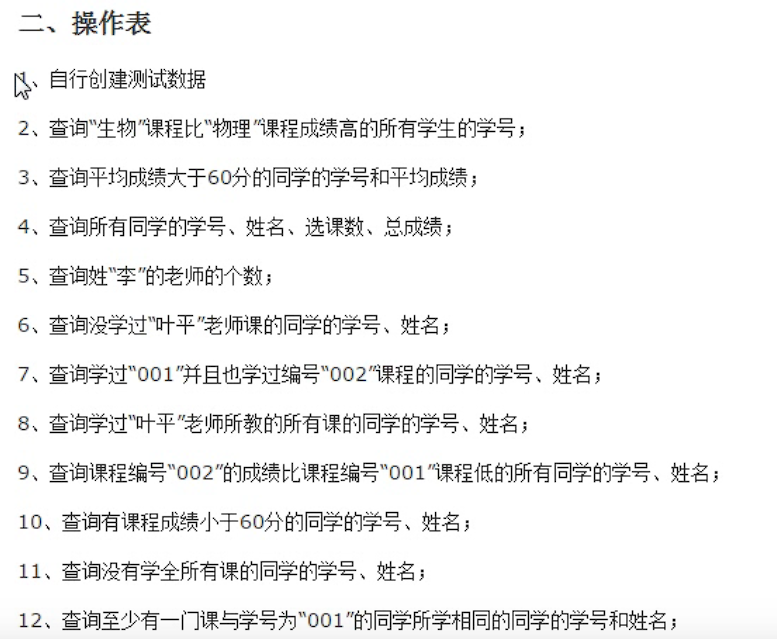 二、操作表
1、自行创建测试数据
2、查询“生物”课程比“物理”课程成绩高的所有学生的学号；
3、查询平均成绩大于60分的同学的学号和平均成绩；
4、查询所有同学的学号、姓名、选课数、总成绩；
5、查询姓“李”的老师的个数；
6、查询没学过“叶平”老师课的同学的学号、姓名；
7、查询学过“001”并且也学过编号“002”课程的同学的学号、姓名；
8、查询学过“叶平”老师所教的所有课的同学的学号、姓名；
9、查询课程编号“002”的成绩比课程编号“001”课程低的所有同学的学号、姓名；
10、查询有课程成绩小于60分的同学的学号、姓名；
11、查询没有学全所有课的同学的学号、姓名；
12、查询至少有一门课与学号为“001”的同学所学相同的同学的学号和姓名；